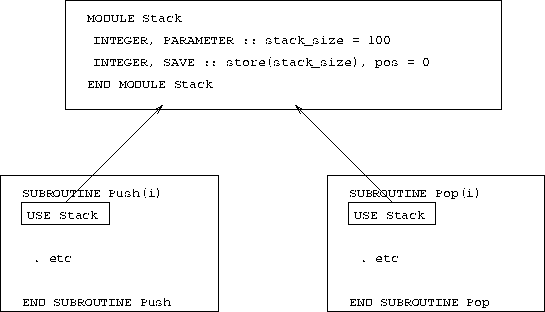 MODULE Stack
INTEGER, PARAMETER :: stack_size = 100
INTEGER, SAVE :: store(stack_size), pos = 0
END MODULE Stack
SUBROUTINE Push(i)
USE Stack
. etc
END SUBROUTINE Push
SUBROUTINE Pop(i)
USE Stack
. etc
END SUBROUTINE Pop